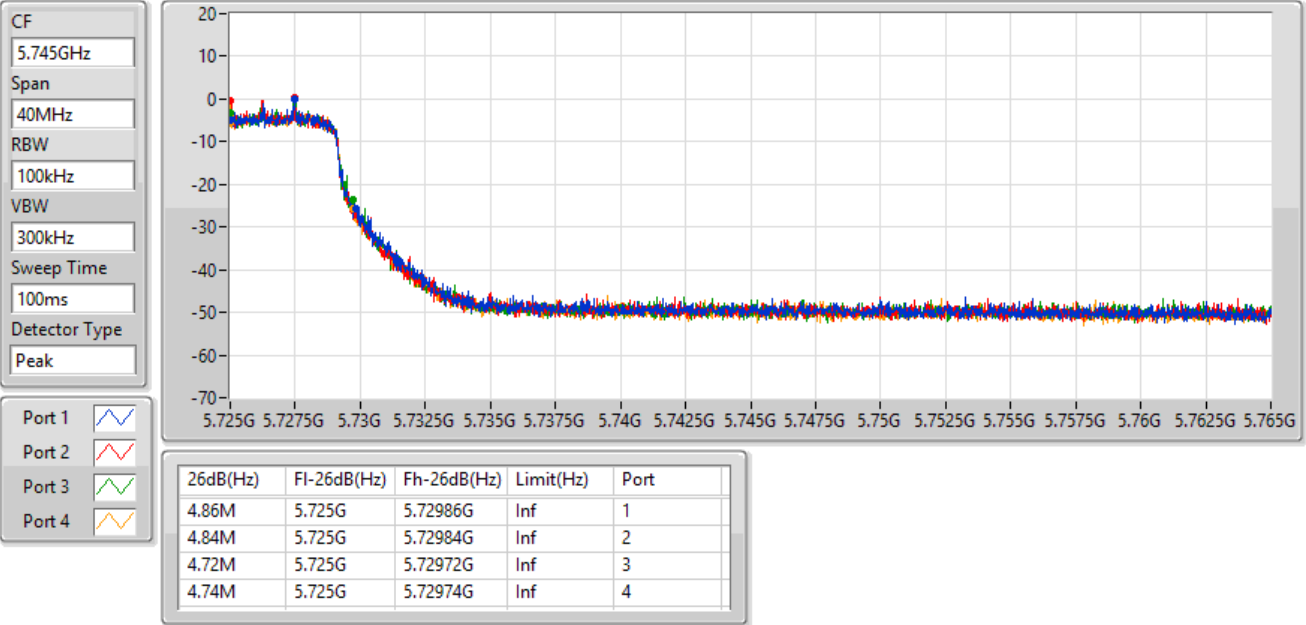 CF
5.745GHz
Span
40MHz
RBW
100kHz
VBW
300kHz
Sweep Time
100ms
Detector Type
Peak
20
10
0
-10
-20
-30
-40
-50
-60
-70
5.725G 5.7275G 5.73G 5.7325G 5.735G 5.7375G 5.74G 5.7425G 5.745G 5.7475G 5.75G 5.7525G 5.755G 5.7575G 5.76G 5.7625G 5.765G
Port 1
Port 2
Port 3
Port 4
26dB(Hz) Fl-26dB(Hz) Fh-26dB(Hz) Limit(Hz) Port
4.86M 5.725G 5.72986G Inf 1
4.84M 5.725G 5.72984G Inf 2
4.72M 5.725G 5.72972G Inf 3
4.74M 5.725G 5.72974G Inf 4